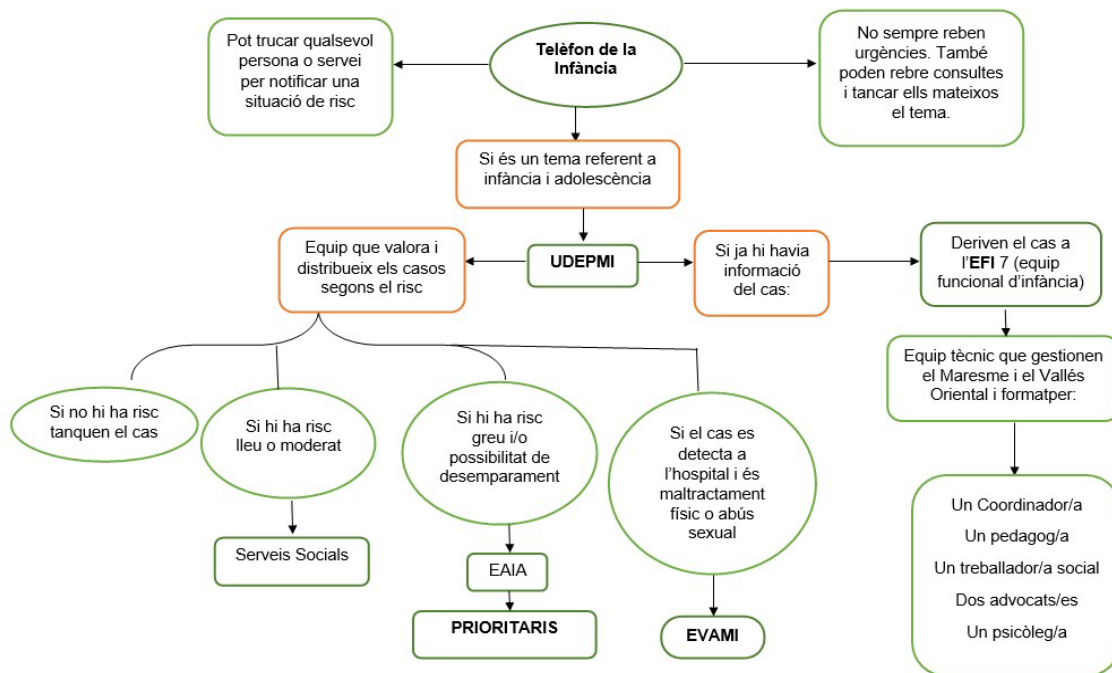 Pot trucar qualsevol
persona o servei
per notificar una
situació de risc
Telèfon de la
Infància
No sempre reben
urgències. També
poden rebre consultes
i tancar ells mateixos
el tema.
Si és un tema referent a
infància i adolescència
Equip que valora i
distribueix els casos
segons el risc
UDEPMI
Si ja hi havia
informació
del cas:
Deriven el cas a
l’EFI 7 (equip
funcional d’infància)
Equip tècnic que gestionen
el Maresme i el Vallés
Oriental i formatper:
Si no hi ha risc
tanquen el cas
Si hi ha risc
lleu o moderat
Si hi ha risc
greu i/o
possibilitat de
desemparament
Si el cas es
detecta a
l’hospital i és
maltractament
físic o abús
sexual
Serveis Socials
EAIA
PRIORITARIS
EVAMI
Un Coordinador/a
Un pedagog/a
Un treballador/a social
Dos advocats/es
Un psicòleg/a